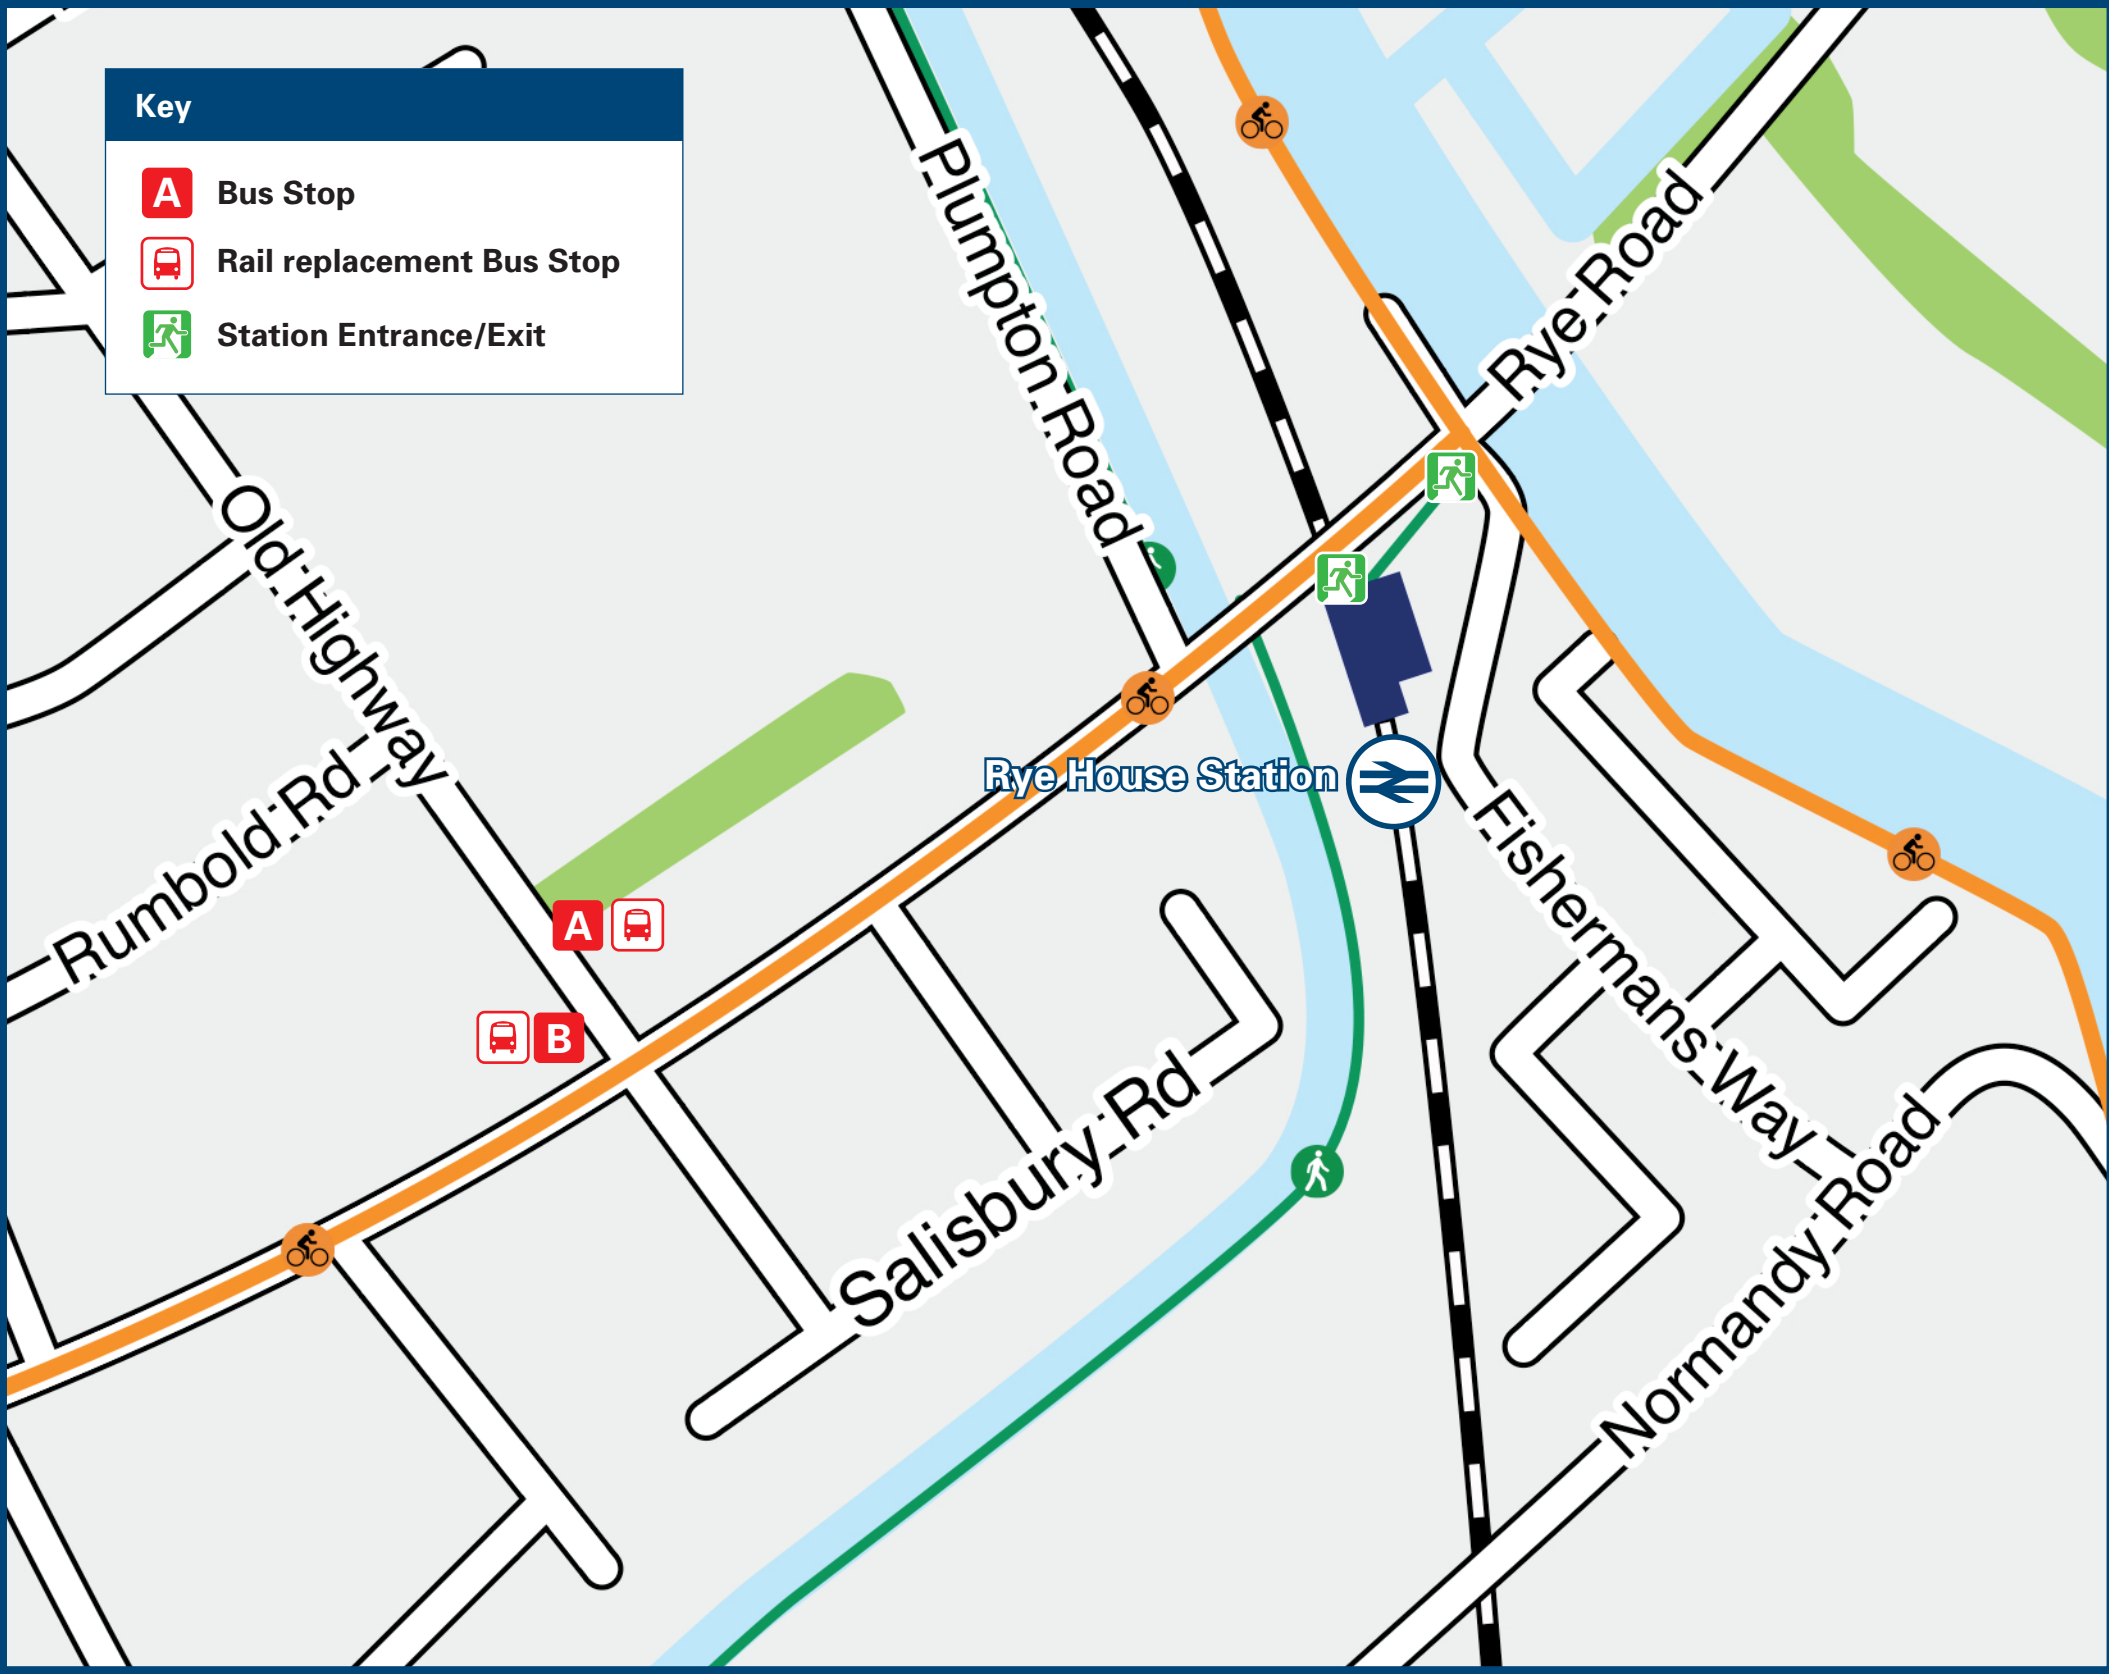 Key
A Bus Stop
Rail replacement Bus Stop
Station Entrance/Exit
Plumpton Road
Rye Road
Old Highway
Rumbold Rd
Rye House Station
A
B
Fishermans Way
Salisbury Rd
Normandy Road